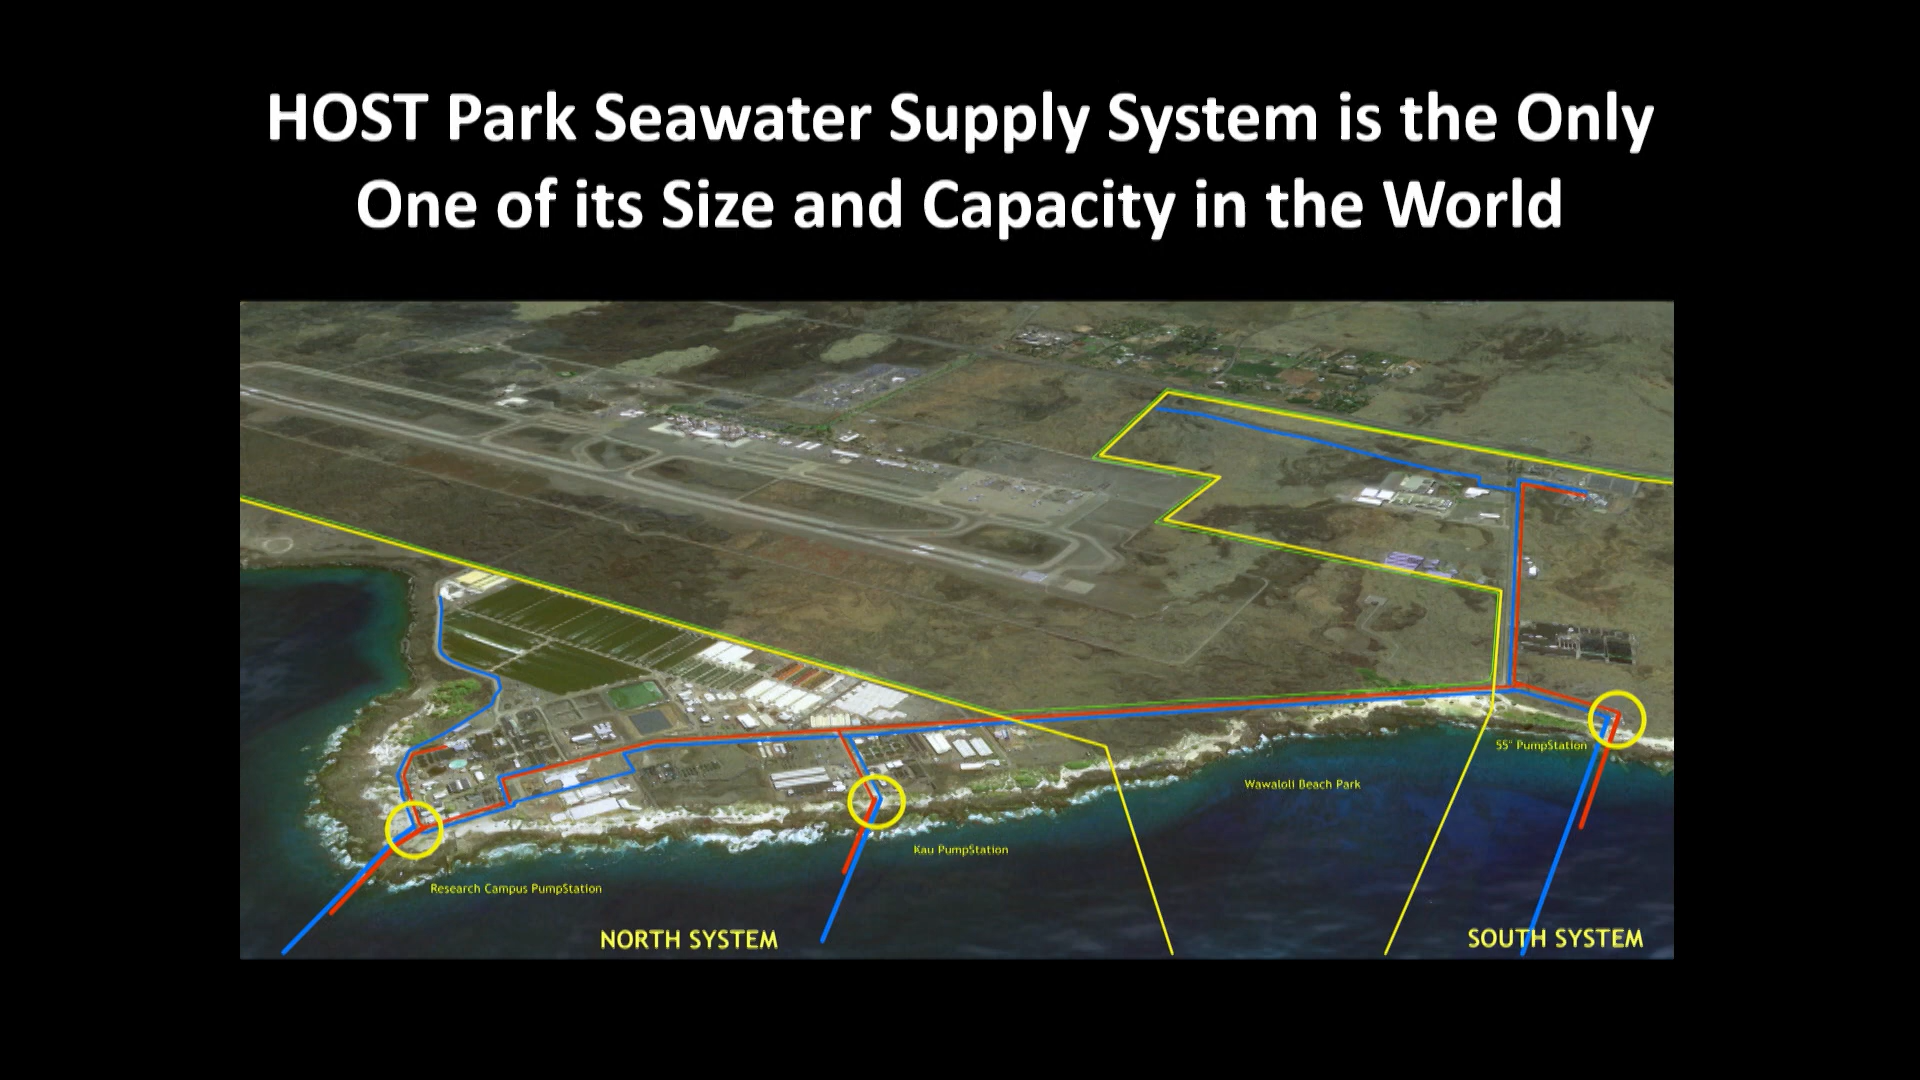 HOST Park Seawater Supply System is the Only
One of its Size and Capacity in the World
55" PumpStation
Wawaloli Beach Park
Kau PumpStation
Research Campus PumpStation
NORTH SYSTEM
SOUTH SYSTEM